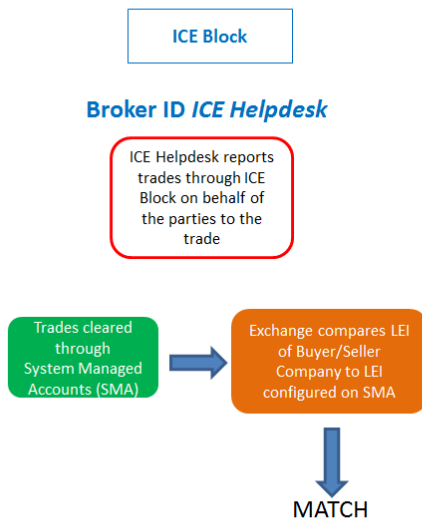 ICE Block
Broker ID ICE Helpdesk
ICE Helpdesk reports
trades through ICE
Block on behalf of
the parties to the
trade
Trades cleared
through
System Managed
Accounts (SMA)
Exchange compares LEI
of Buyer/Seller
Company to LEI
configured on SMA
MATCH